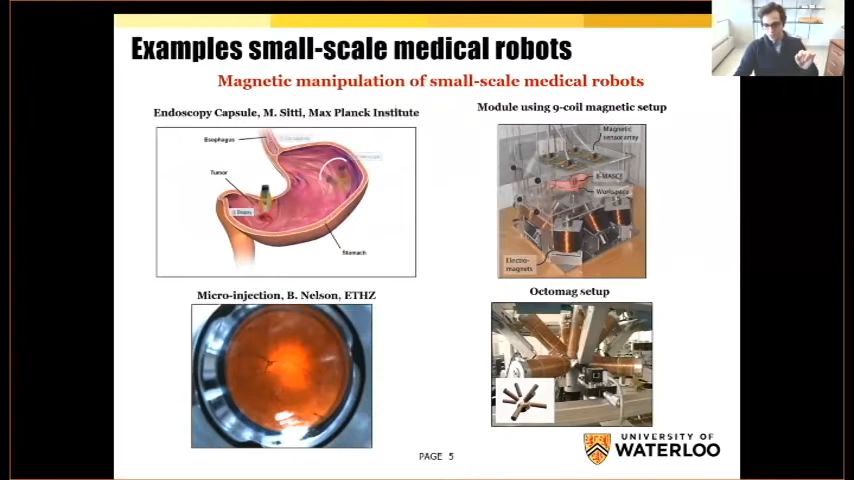 Examples small-scale medical robots
Magnetic manipulation of small-scale medical robots
Endoscopy Capsule, M. Sitti, Max Planck Institute
Module using 9-coil magnetic setup
Esophagus
Tumor
Stomach
Magnetic
sensor array
B-MASCE
Workspace
Electro-
magnets
Micro-injection, B. Nelson, ETHZ
Octomag setup
PAGE 5
UNIVERSITY OF
WATERLOO